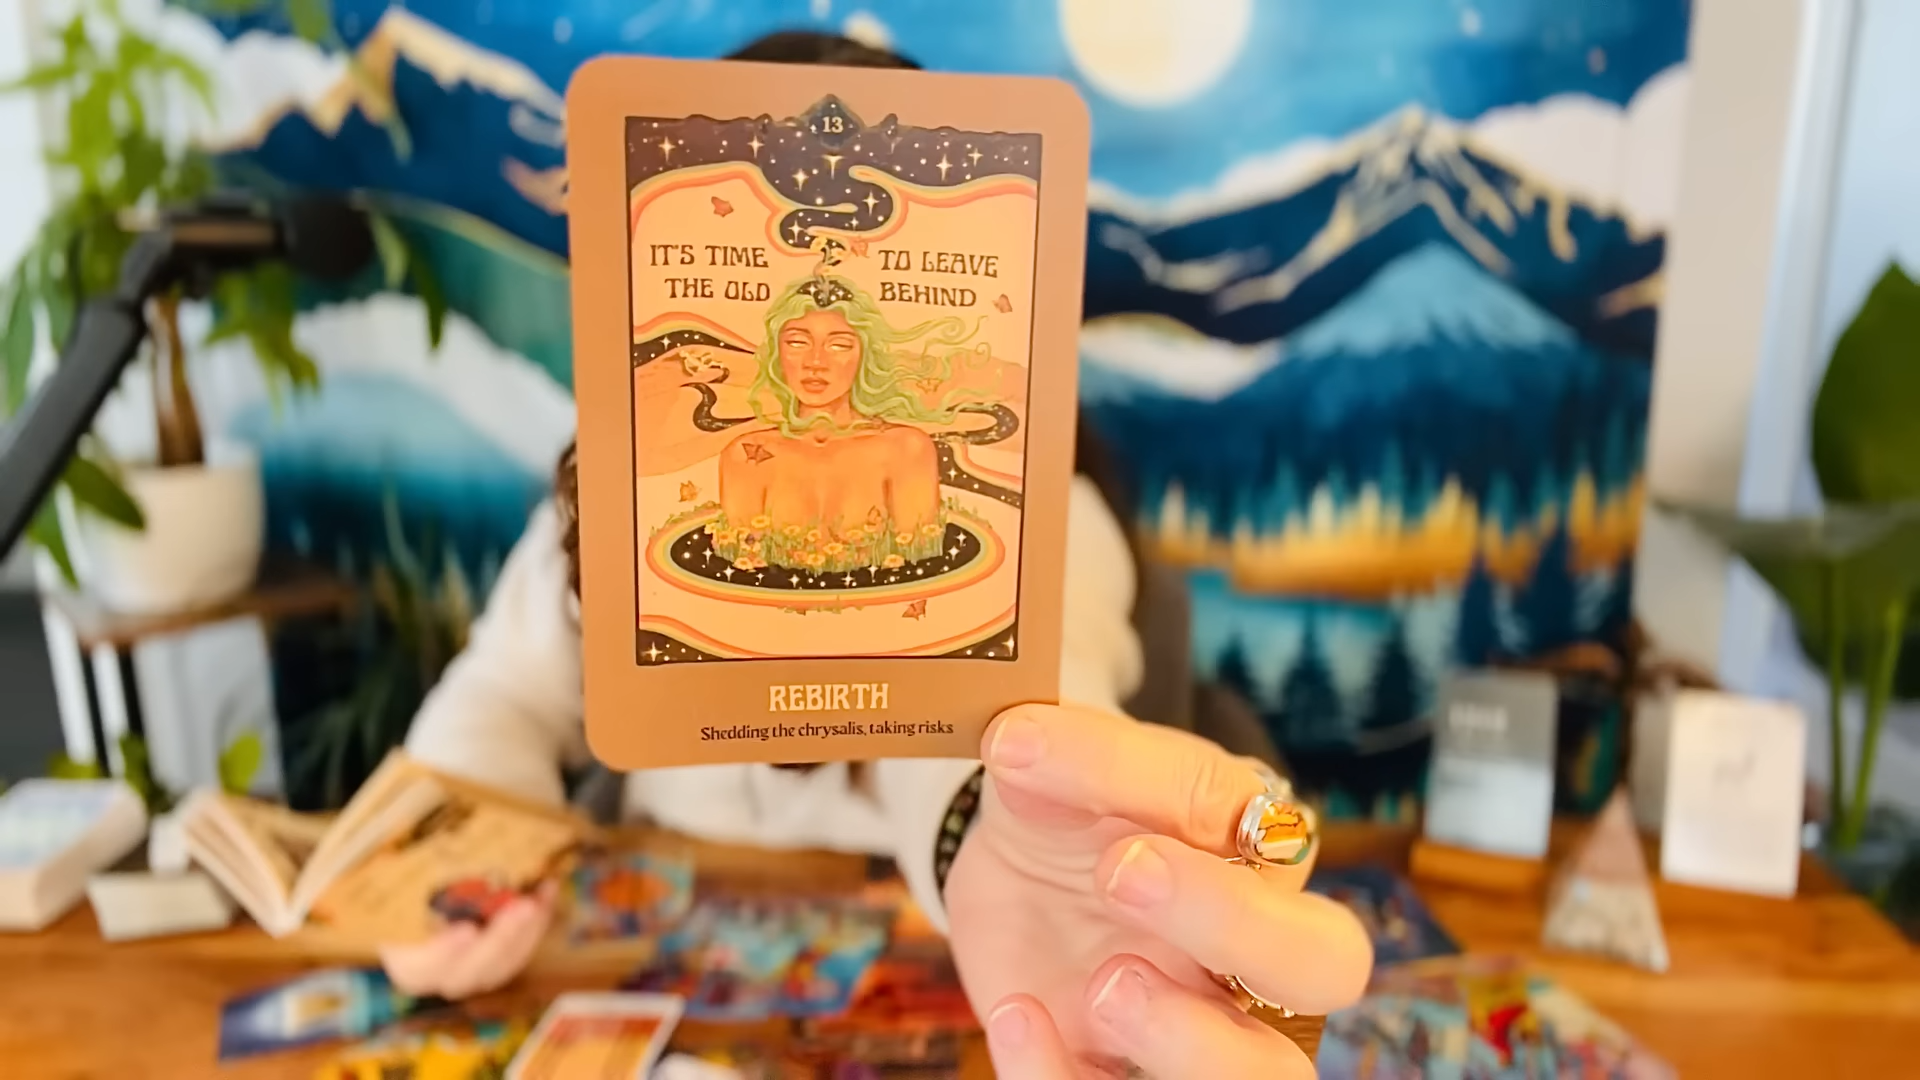 13
IT'S TIME TO LEAVE
THE OLD BEHIND
REBIRTH
Shedding the chrysalis, taking risks